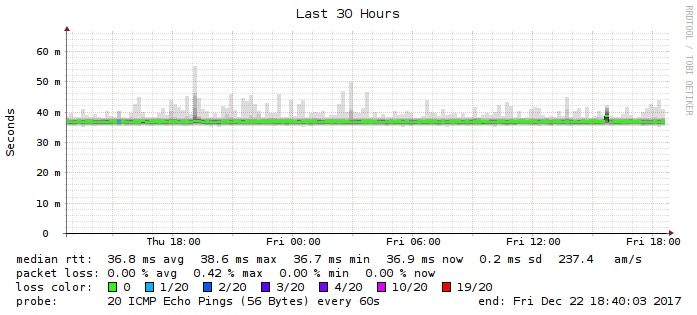 Last 30 Hours
RRDTOOL / TOBI OETIKER
Seconds
60 m
50 m
40 m
30 m
20 m
10 m
0
Thu 18:00 Fri 00:00 Fri 06:00 Fri 12:00 Fri 18:00
median rtt: 36.8 ms avg 38.6 ms max 36.7 ms min 36.9 ms now 0.2 ms sd 237.4 am/s
packet loss: 0.00 % avg 0.42 % max 0.00 % min 0.00 % now
loss color: 0 1/20 2/20 3/20 4/20 10/20 19/20
probe: 20 ICMP Echo Pings (56 Bytes) every 60s end: Fri Dec 22 18:40:03 2017